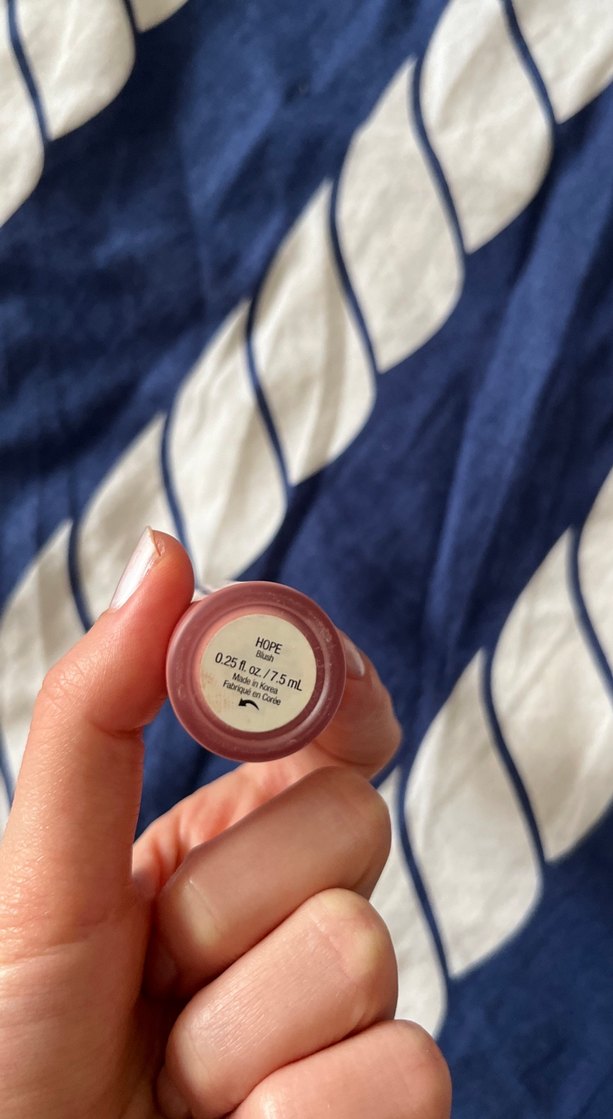 HOPE
Blush
0.25 fl. oz. / 7.5 mL
Made in Korea
Fabriqué en Corée